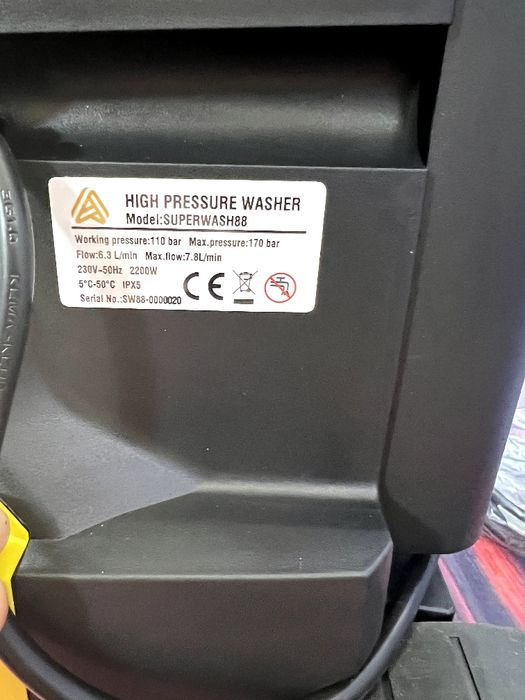 HIGH PRESSURE WASHER
Model:SUPERWASH88
Working pressure:110 bar Max.pressure:170 bar
Flow:6.3 L/min Max.flow:7.8L/min
230V~50Hz 2200W
5°C-50°C IPX5
Serial No.:SW88-0000020
CE